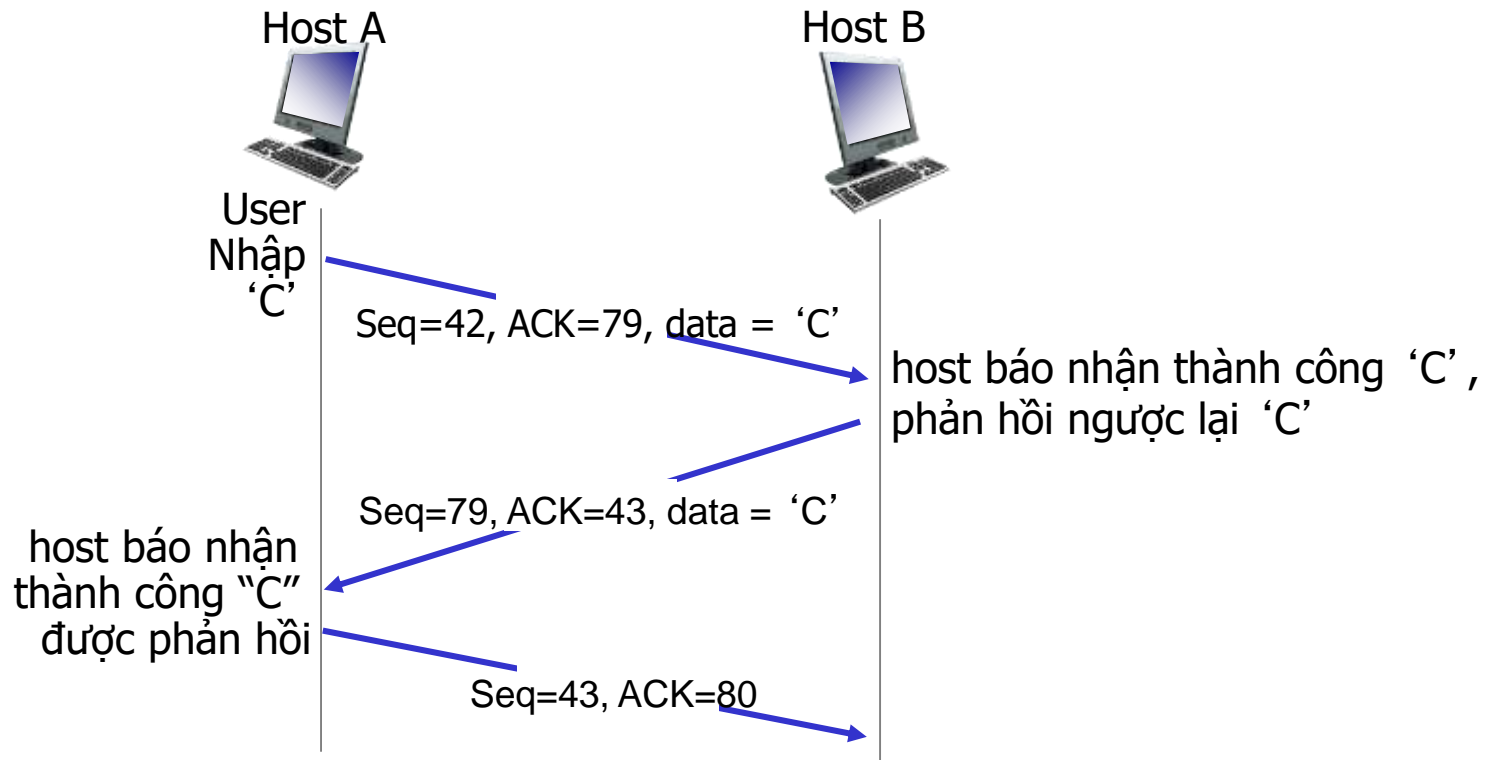 Host A
Host B
User
Nhập
‘C’
Seq=42, ACK=79, data = ‘C’
host báo nhận thành công ‘C’,
phản hồi ngược lại ‘C’
Seq=79, ACK=43, data = ‘C’
host báo nhận
thành công “C”
được phản hồi
Seq=43, ACK=80